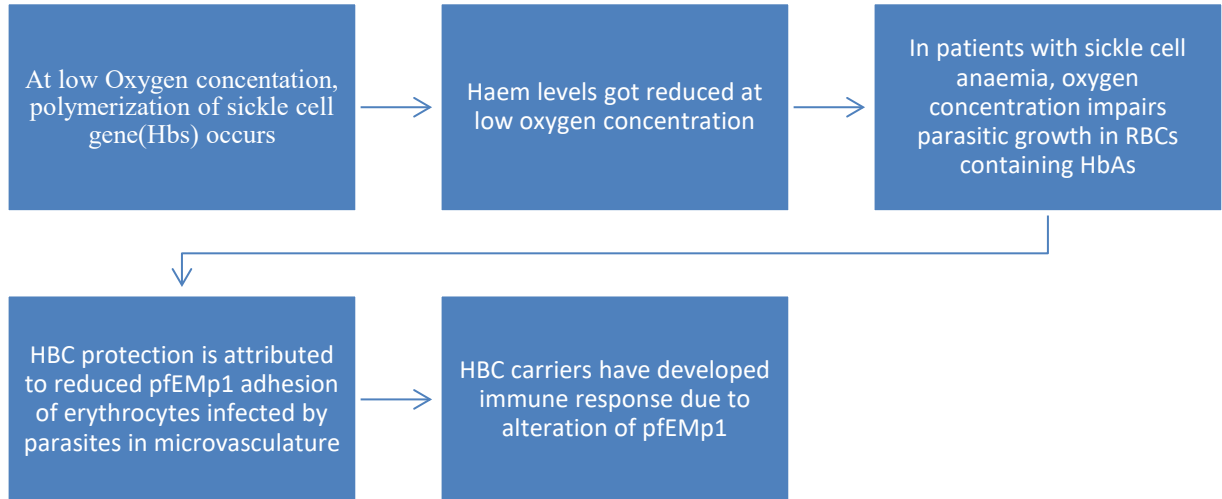 At low Oxygen concentation,
polymerization of sickle cell
gene(Hbs) occurs
Haem levels got reduced at
low oxygen concentration
In patients with sickle cell
anaemia, oxygen
concentration impairs
parasitic growth in RBCs
containing HbAs
HBC protection is attributed
to reduced pfEMp1 adhesion
of erythrocytes infected by
parasites in microvasculature
HBC carriers have developed
immune response due to
alteration of pfEMp1